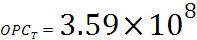 OPC_T = 3.59×10^8